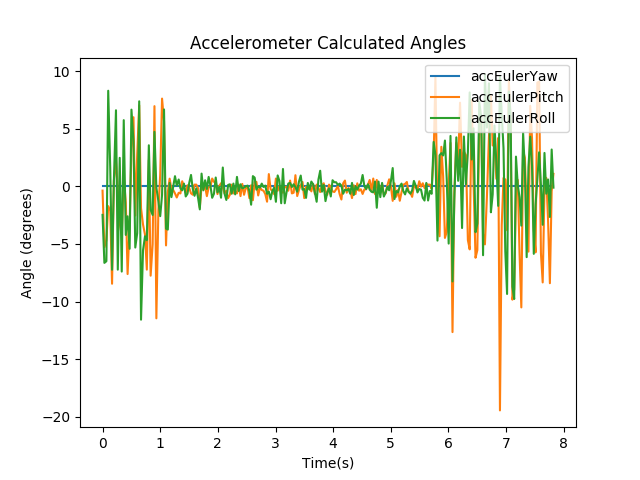 Accelerometer Calculated Angles
accEulerYaw
accEulerPitch
accEulerRoll
10
5
0
−5
−10
−15
−20
Angle (degrees)
0 1 2 3 4 5 6 7 8
Time(s)